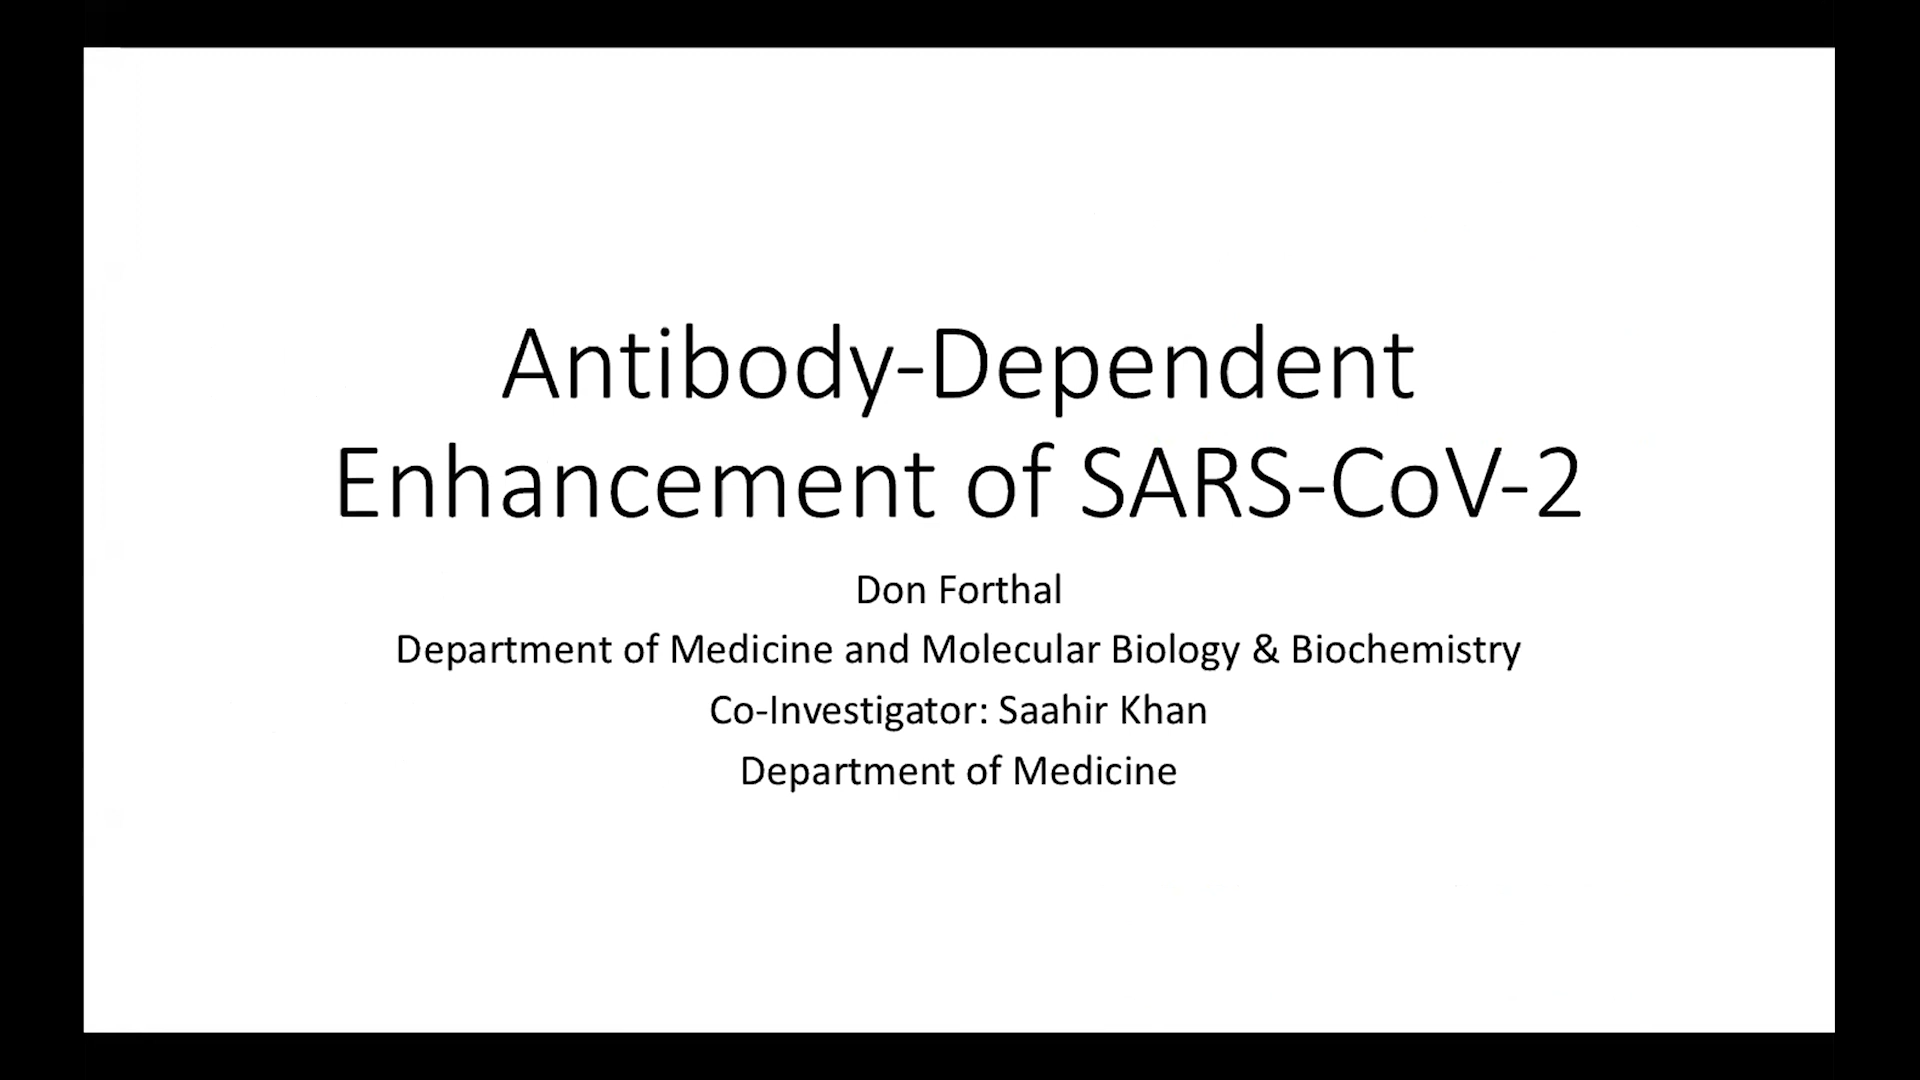 Antibody-Dependent
Enhancement of SARS-CoV-2
Don Forthal
Department of Medicine and Molecular Biology & Biochemistry
Co-Investigator: Saahir Khan
Department of Medicine